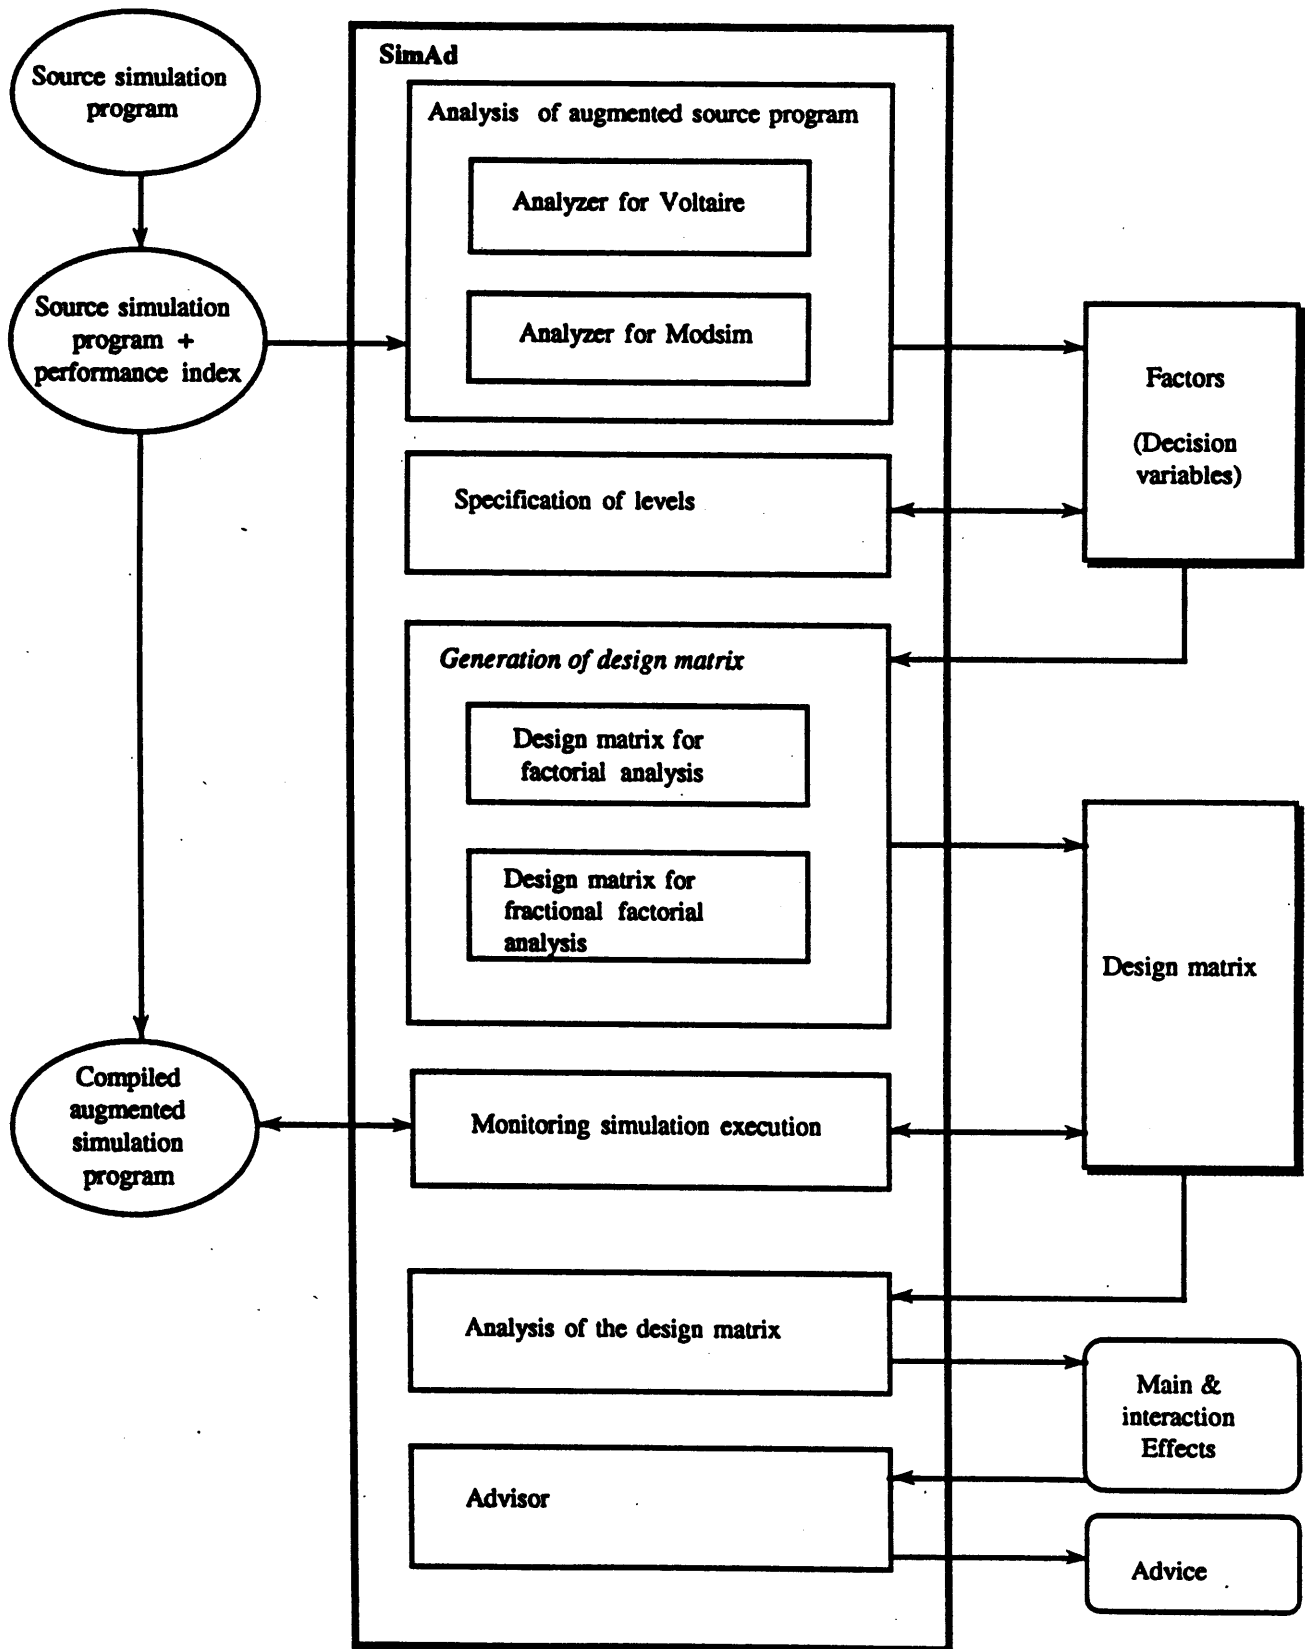 Source simulation
program
SimAd
Analysis of augmented source program
Analyzer for Voltaire
Source simulation
program +
performance index
Analyzer for Modsim
Factors
(Decision
variables)
Specification of levels
Generation of design matrix
Design matrix for
factorial analysis
Design matrix for
fractional factorial
analysis
Design matrix
Compiled
augmented
simulation
program
Monitoring simulation execution
Analysis of the design matrix
Main &
interaction
Effects
Advisor
Advice